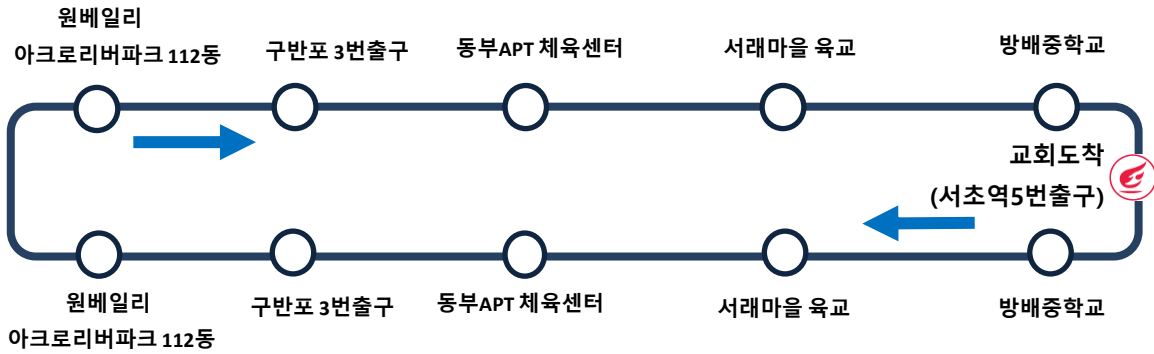 원베일리
아크로리버파크 112동
구반포 3번출구
동부APT 체육센터
서래마을 육교
방배중학교
교회도착
(서초역5번출구)
원베일리
아크로리버파크 112동
구반포 3번출구
동부APT 체육센터
서래마을 육교
방배중학교